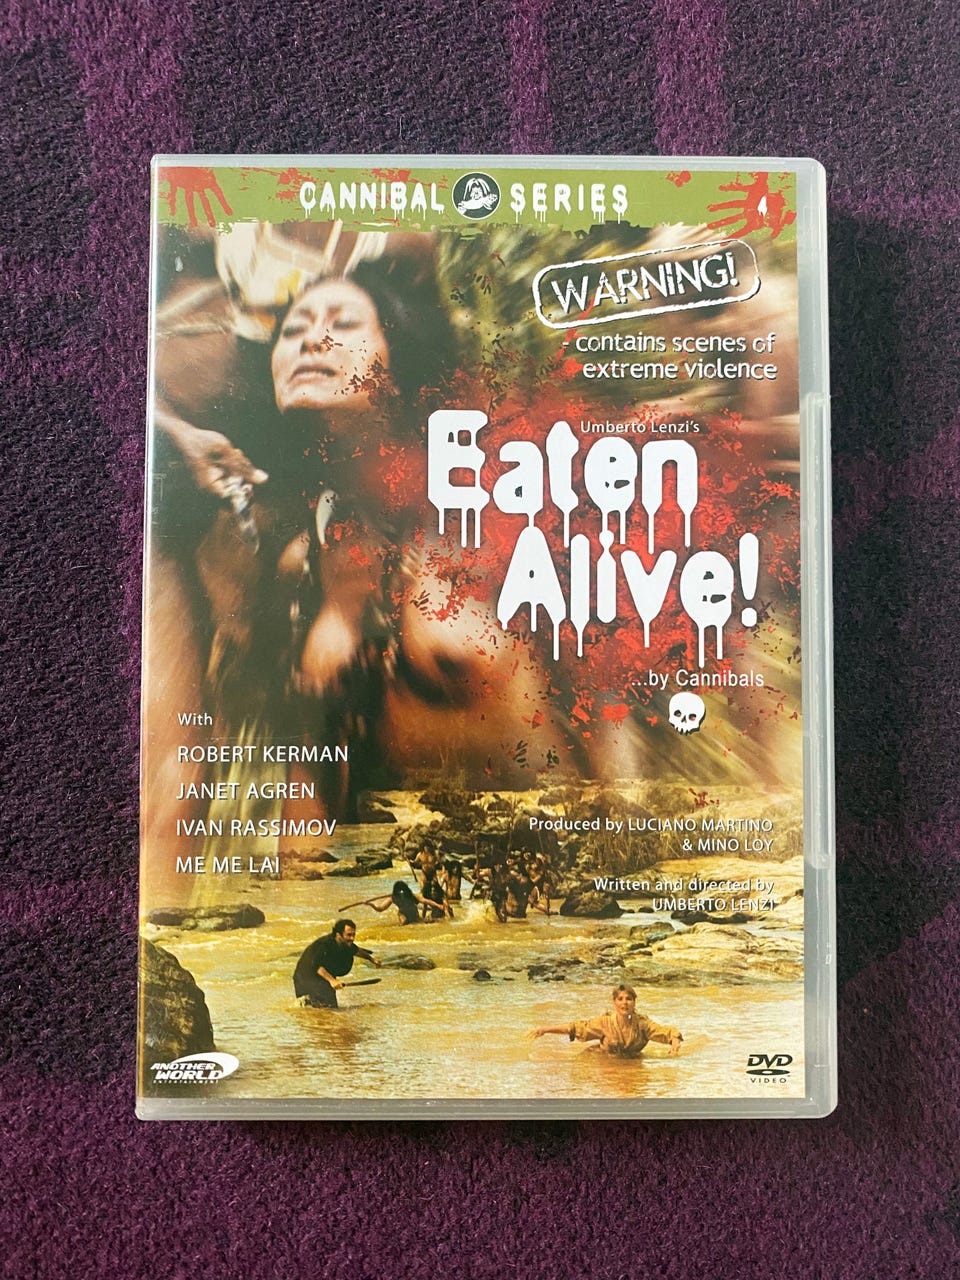 CANNIBAL SERIES
WARNING!
- contains scenes of
extreme violence
Umberto Lenzi's
Eaten
Alive!
...by Cannibals
With
ROBERT KERMAN
JANET AGREN
IVAN RASSIMOV
ME ME LAI
Produced by LUCIANO MARTINO
& MINO LOY
Written and directed by
UMBERTO LENZI
ANOTHER
WORLD
ENTERTAINMENT
DVD
VIDEO